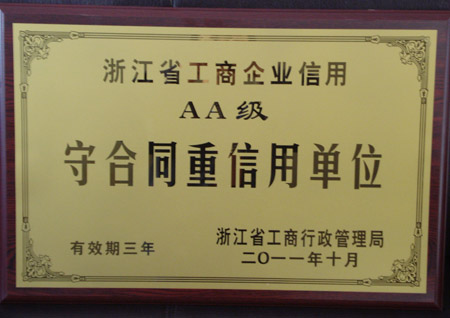 浙江省工商企业信用
AA级
守合同重信用单位
有效期三年
浙江省工商行政管理局
二〇一一年十月